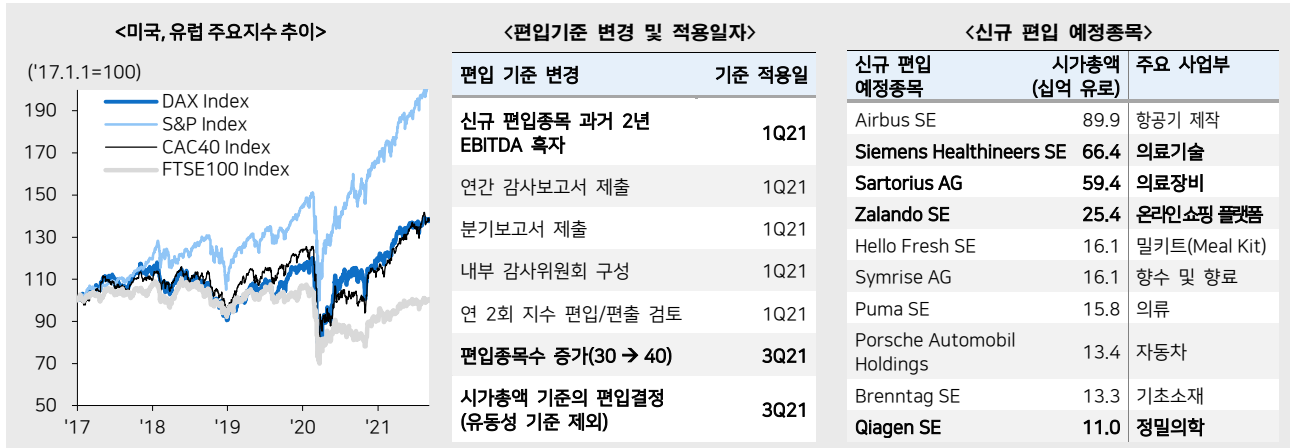 <미국, 유럽 주요지수 추이>
('17.1.1=100)
DAX Index
S&P Index
CAC40 Index
FTSE100 Index
190
170
150
130
110
90
70
50
'17 '18 '19 '20 '21
<편입기준 변경 및 적용일자>
편입 기준 변경 기준 적용일
신규 편입종목 과거 2년
EBITDA 흑자 1Q21
연간 감사보고서 제출 1Q21
분기보고서 제출 1Q21
내부 감사위원회 구성 1Q21
연 2회 지수 편입/편출 검토 1Q21
편입종목수 증가(30 → 40) 3Q21
시가총액 기준의 편입결정
(유동성 기준 제외) 3Q21
<신규 편입 예정종목>
신규 편입 시가총액 주요 사업부
예정종목 (십억 유로)
Airbus SE 89.9 항공기 제작
Siemens Healthineers SE 66.4 의료기술
Sartorius AG 59.4 의료장비
Zalando SE 25.4 온라인쇼핑 플랫폼
Hello Fresh SE 16.1 밀키트(Meal Kit)
Symrise AG 16.1 향수 및 향료
Puma SE 15.8 의류
Porsche Automobil
Holdings 13.4 자동차
Brenntag SE 13.3 기초소재
Qiagen SE 11.0 정밀의학